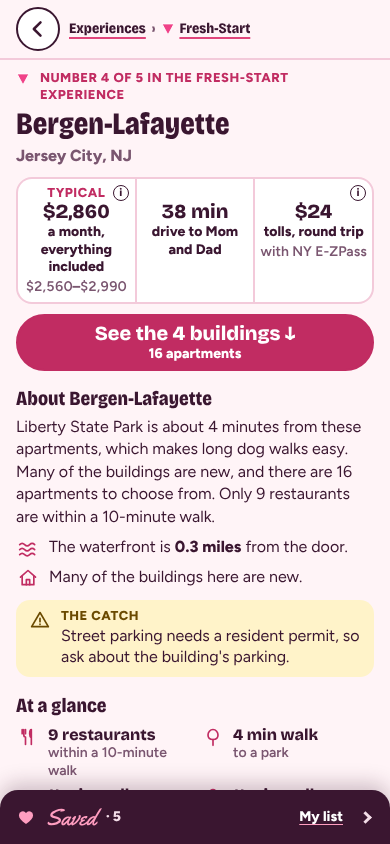 Experiences › Fresh-Start
NUMBER 4 OF 5 IN THE FRESH-START
EXPERIENCE
Bergen-Lafayette
Jersey City, NJ
TYPICAL
$2,860
a month,
everything
included
$2,560–$2,990
38 min
drive to Mom
and Dad
$24
tolls, round trip
with NY E-ZPass
See the 4 buildings ↓
16 apartments
About Bergen-Lafayette
Liberty State Park is about 4 minutes from these
apartments, which makes long dog walks easy.
Many of the buildings are new, and there are 16
apartments to choose from. Only 9 restaurants
are within a 10-minute walk.
The waterfront is 0.3 miles from the door.
Many of the buildings here are new.
THE CATCH
Street parking needs a resident permit, so
ask about the building's parking.
At a glance
9 restaurants
within a 10-minute
walk
4 min walk
to a park
Saved · 5
My list